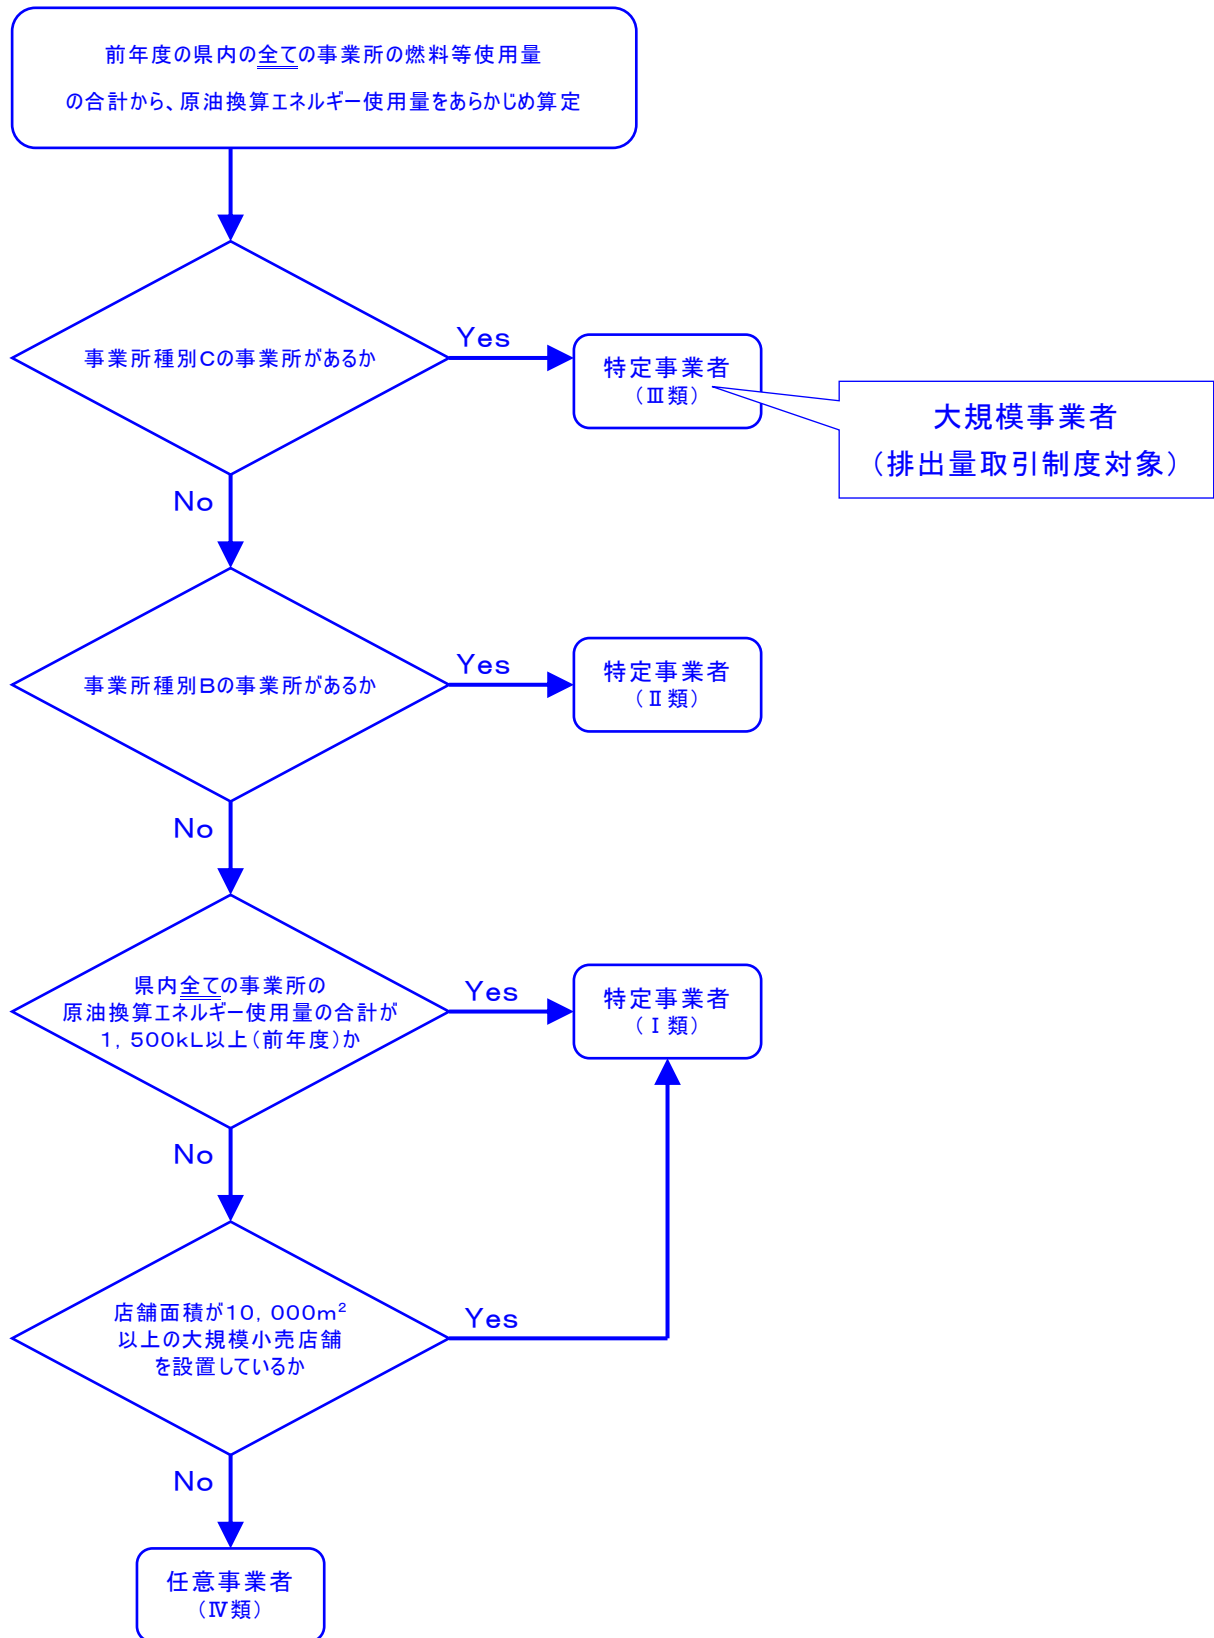 前年度の県内の全ての事業所の燃料等使用量
の合計から、原油換算エネルギー使用量をあらかじめ算定
事業所種別Cの事業所があるか
Yes
特定事業者
（Ⅲ類）
大規模事業者
（排出量取引制度対象）
No
事業所種別Bの事業所があるか
Yes
特定事業者
（Ⅱ類）
No
県内全ての事業所の
原油換算エネルギー使用量の合計が
1，500kL以上（前年度）か
Yes
特定事業者
（Ⅰ類）
No
店舗面積が10，000m²
以上の大規模小売店舗
を設置しているか
Yes
No
任意事業者
（Ⅳ類）